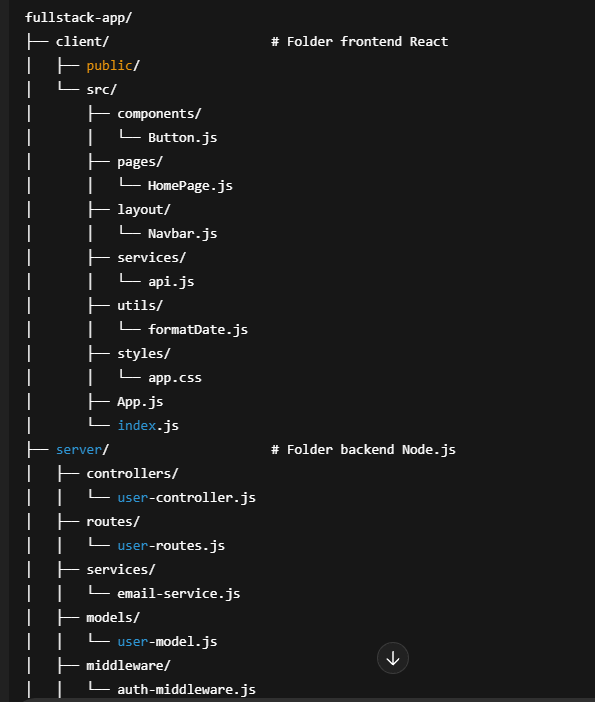 fullstack-app/
├── client/                     # Folder frontend React
│   ├── public/
│   └── src/
│       ├── components/
│       │   └── Button.js
│       ├── pages/
│       │   └── HomePage.js
│       ├── layout/
│       │   └── Navbar.js
│       ├── services/
│       │   └── api.js
│       ├── utils/
│       │   └── formatDate.js
│       ├── styles/
│       │   └── app.css
│       ├── App.js
│       └── index.js
├── server/                     # Folder backend Node.js
│   ├── controllers/
│   │   └── user-controller.js
│   ├── routes/
│   │   └── user-routes.js
│   ├── services/
│   │   └── email-service.js
│   ├── models/
│   │   └── user-model.js
│   ├── middleware/
│   │   └── auth-middleware.js